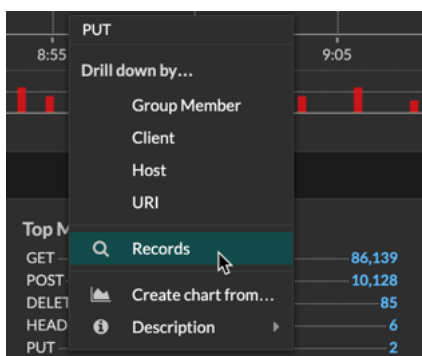 PUT
8:55
9:05
Drill down by...
Group Member
Client
Host
URI
Top M
Records
GET
86,139
POST
10,128
Create chart from...
DELET
85
HEAD
6
Description
PUT
2